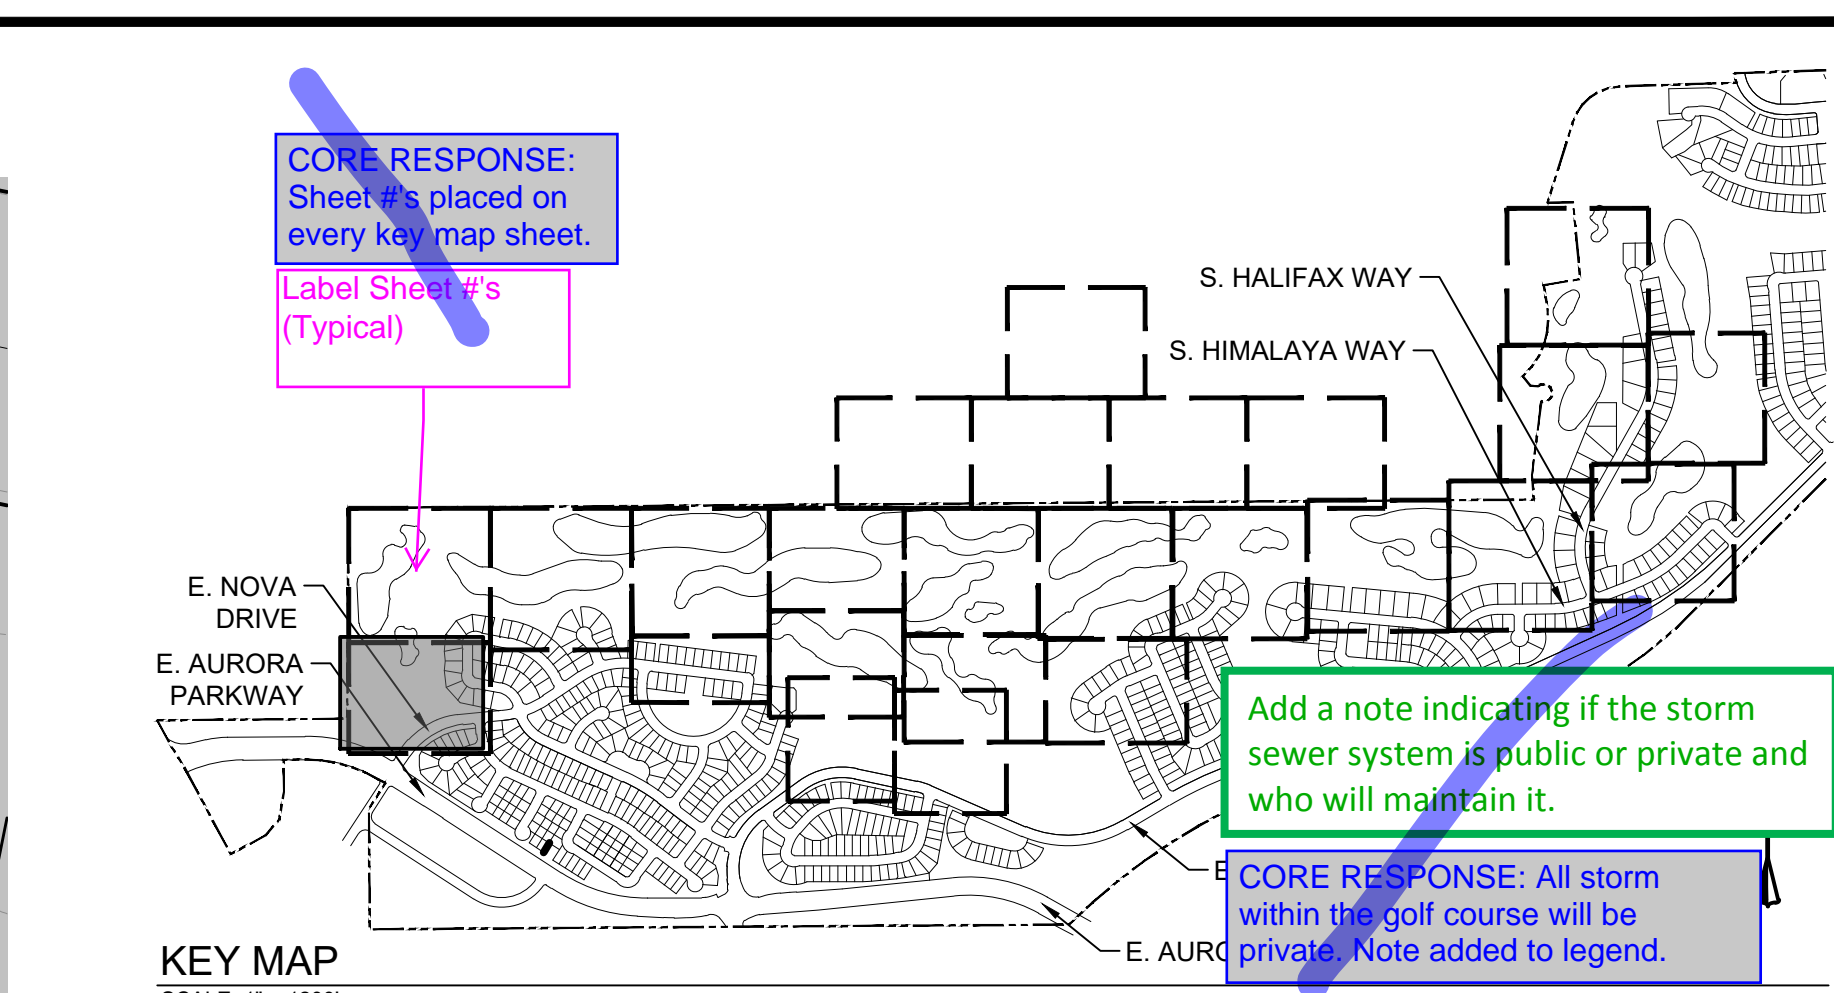 CORE RESPONSE:
Sheet #'s placed on
every key map sheet.
Label Sheet #'s
(Typical)
S. HALIFAX WAY
S. HIMALAYA WAY
E. NOVA
DRIVE
E. AURORA
PARKWAY
Add a note indicating if the storm
sewer system is public or private and
who will maintain it.
CORE RESPONSE: All storm
within the golf course will be
private. Note added to legend.
E.
KEY MAP